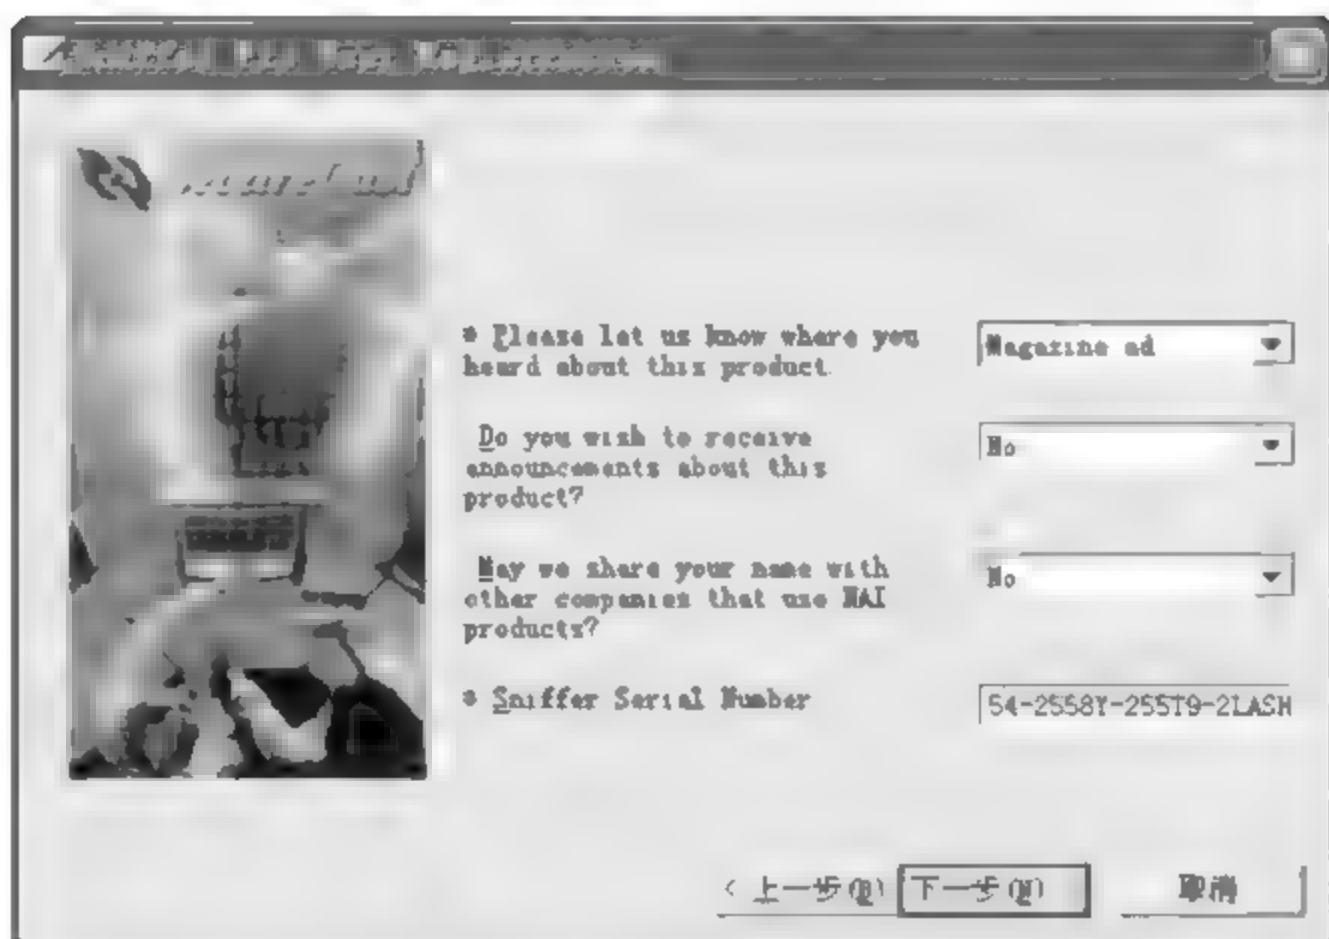 * Please let us know where you
heard about this product
Magazine ad
Do you wish to receive
announcements about this
product?
No
May we share your name with
other companies that use NAI
products?
No
* Sniffer Serial Number
54-2558Y-255T9-2LASH
< 上一步(B) 下一步(N) 取消